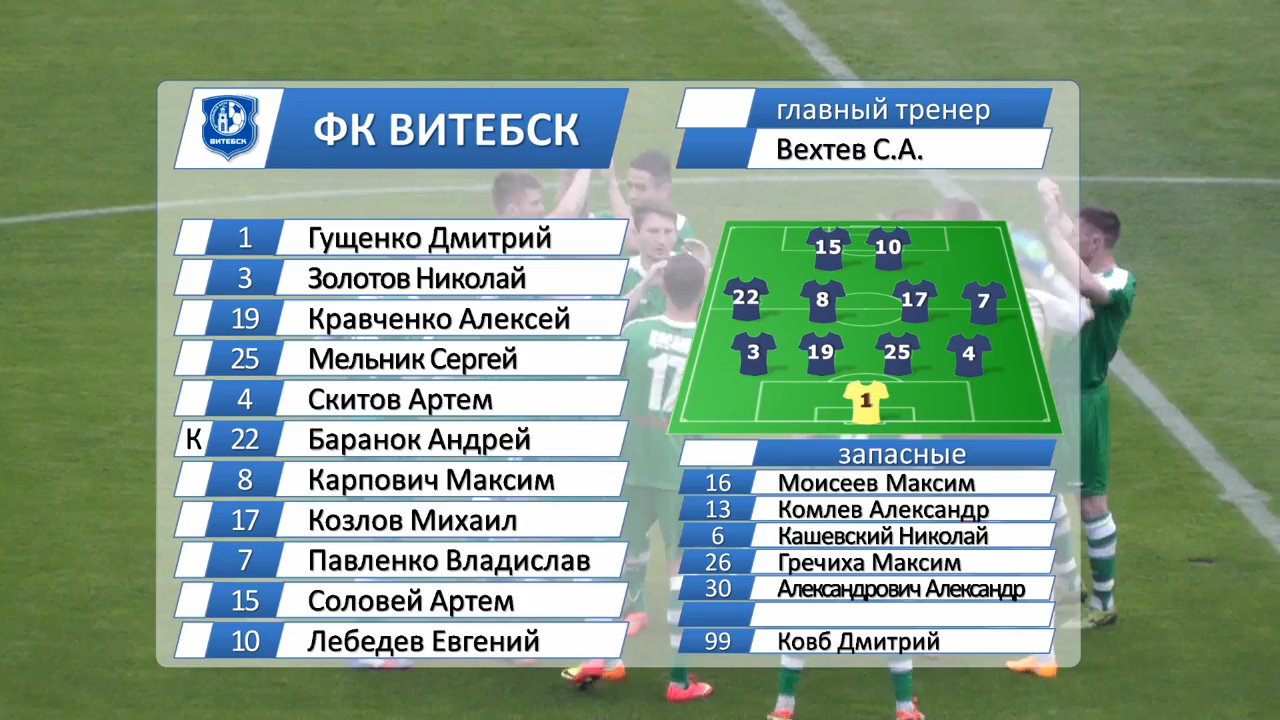 ВИТЕБСК
ФК ВИТЕБСК
главный тренер
Вехтев С.А.
1 Гущенко Дмитрий
3 Золотов Николай
19 Кравченко Алексей
25 Мельник Сергей
4 Скитов Артем
К 22 Баранок Андрей
8 Карпович Максим
17 Козлов Михаил
7 Павленко Владислав
15 Соловей Артем
10 Лебедев Евгений
15 10
22 8 17 7
3 19 25 4
1
запасные
16 Моисеев Максим
13 Комлев Александр
6 Кашевский Николай
26 Гречиха Максим
30 Александрович Александр
99 Ковб Дмитрий